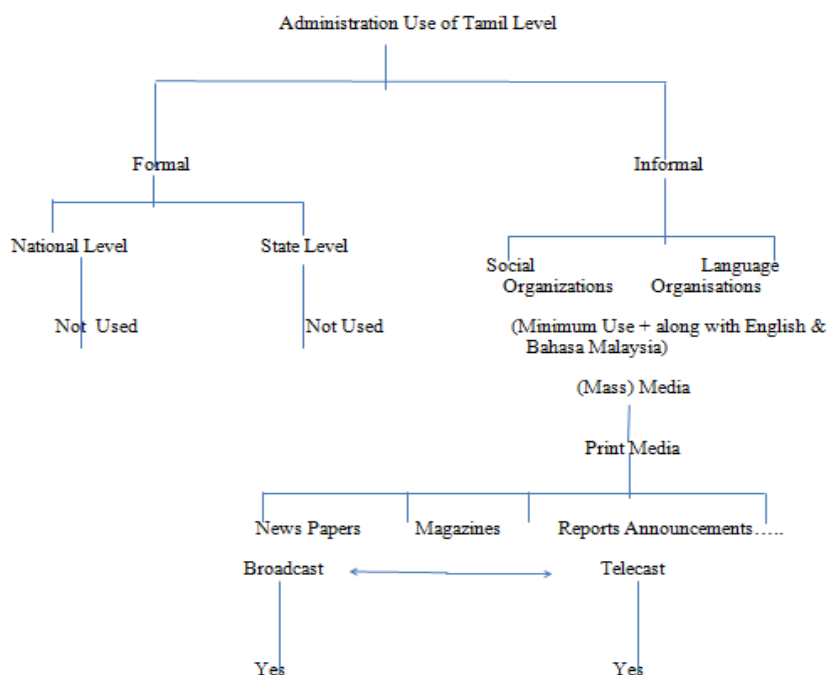 Administration Use of Tamil Level
Formal
Informal
National Level
State Level
Social
Organizations
Language
Organisations
Not Used
Not Used
(Minimum Use + along with English &
Bahasa Malaysia)
(Mass) Media
Print Media
News Papers
Magazines
Reports Announcements…..
Broadcast
Telecast
Yes
Yes